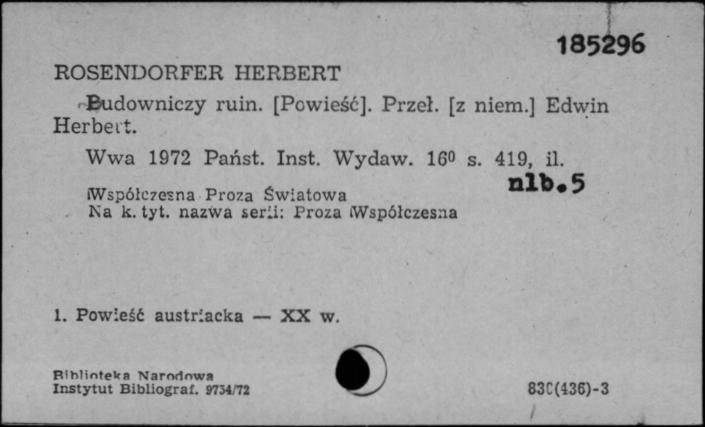 185296
ROSENDORFER HERBERT
Budowniczy ruin. [Powieść]. Przeł. [z niem.] Edwin
Herbert.
Wwa 1972 Państ. Inst. Wydaw. 16⁰ s. 419, il.
nlb. 5
Współczesna Proza Światowa
Na k. tyt. nazwa serii: Proza Współczesna
1. Powieść austriacka — XX w.
Biblioteka Narodowa
Instytut Bibliograf. 9734/72
830(436)-3